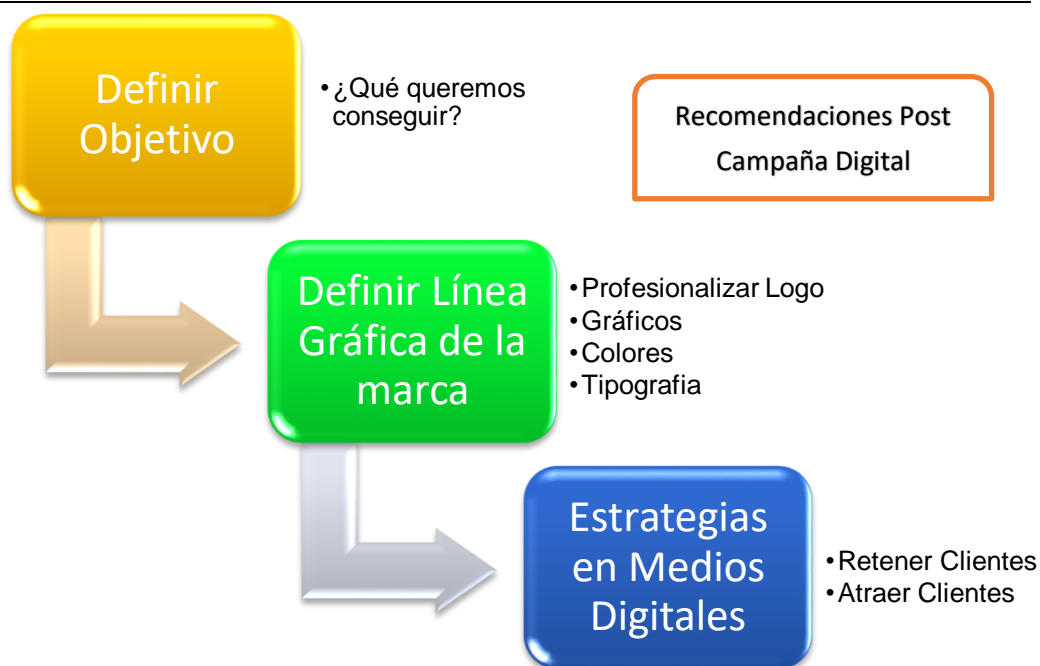 Definir
Objetivo
•¿Qué queremos
conseguir?
Recomendaciones Post
Campaña Digital
Definir Línea
Gráfica de la
marca
•Profesionalizar Logo
•Gráficos
•Colores
•Tipografia
Estrategias
en Medios
Digitales
•Retener Clientes
•Atraer Clientes